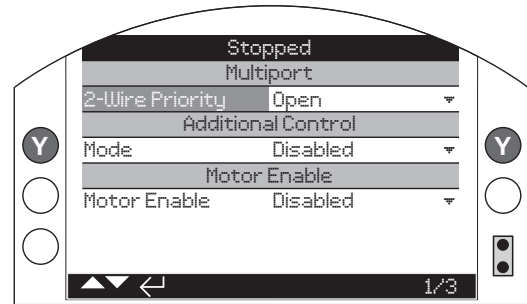 Stopped
Multiport
2-Wire Priority Open
Additional Control
Y Mode Disabled Y
Motor Enable
Motor Enable Disabled
1/3